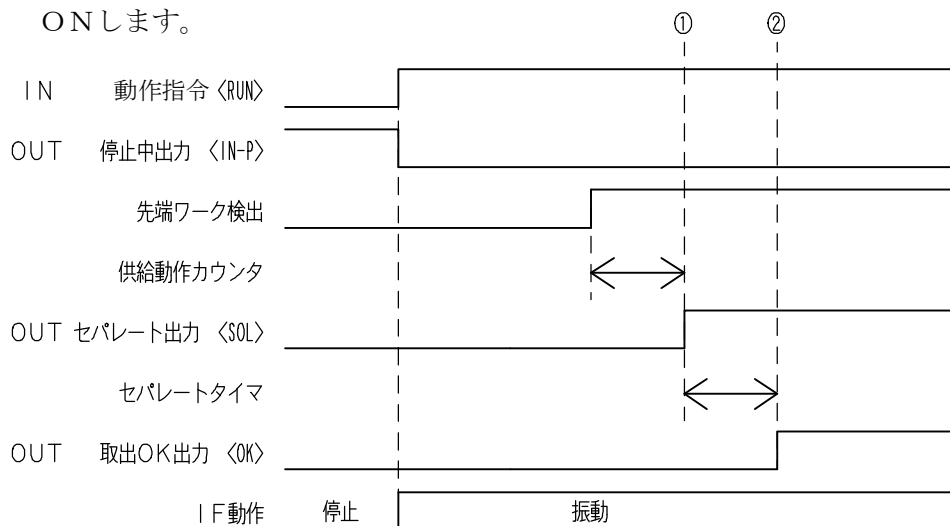 ONします。
① ②
IN 動作指令〈RUN〉
OUT 停止中出力 〈IN-P〉
先端ワーク検出
供給動作カウンタ
OUT セパレート出力 〈SOL〉
セパレートタイマ
OUT 取出OK出力 〈OK〉
IF動作 停止 振動